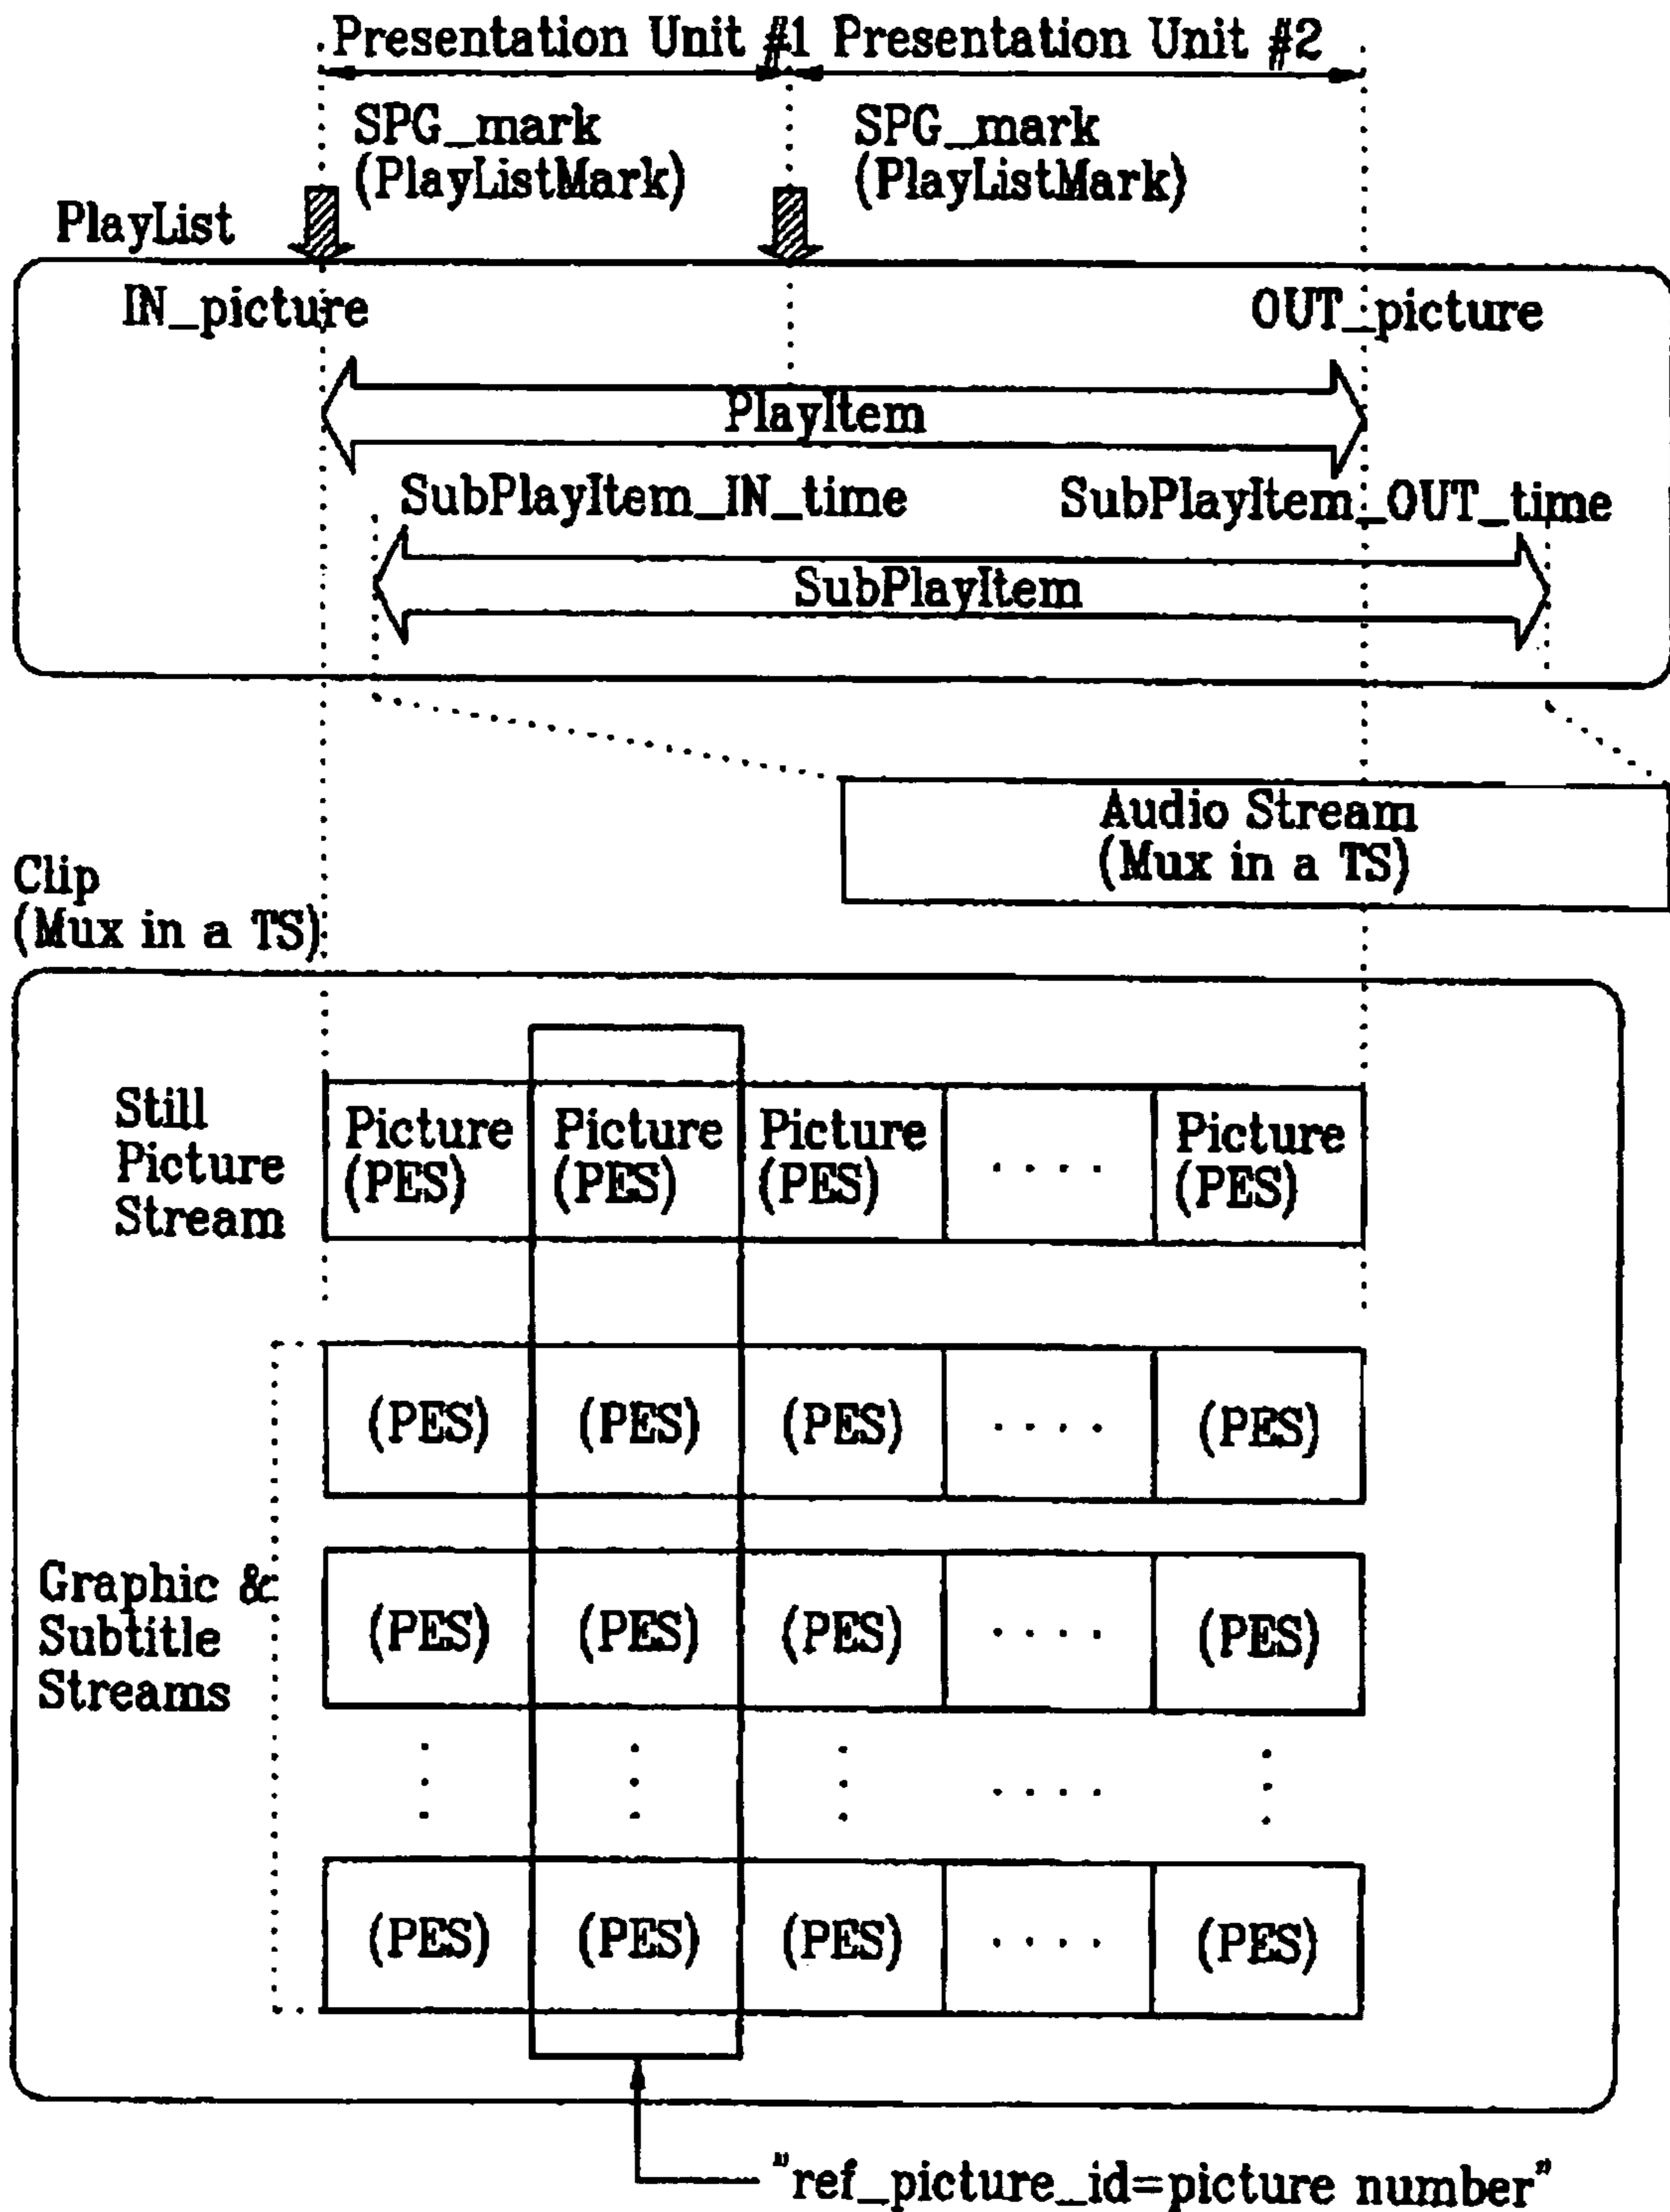 Presentation Unit #1 Presentation Unit #2
SPG_mark
(PlayListMark)
SPG_mark
(PlayListMark)
PlayList
IN_picture
OUT_picture
PlayItem
SubPlayItem_IN_time
SubPlayItem_OUT_time
SubPlayItem
Audio Stream
(Mux in a TS)
Clip
(Mux in a TS)
Still
Picture
Stream
Picture
(PES)
Picture
(PES)
Picture
(PES)
. . . .
Picture
(PES)
(PES) (PES) (PES) . . . . (PES)
Graphic &
Subtitle
Streams
(PES) (PES) (PES) . . . . (PES)
(PES) (PES) (PES) . . . . (PES)
"ref_picture_id=picture number"